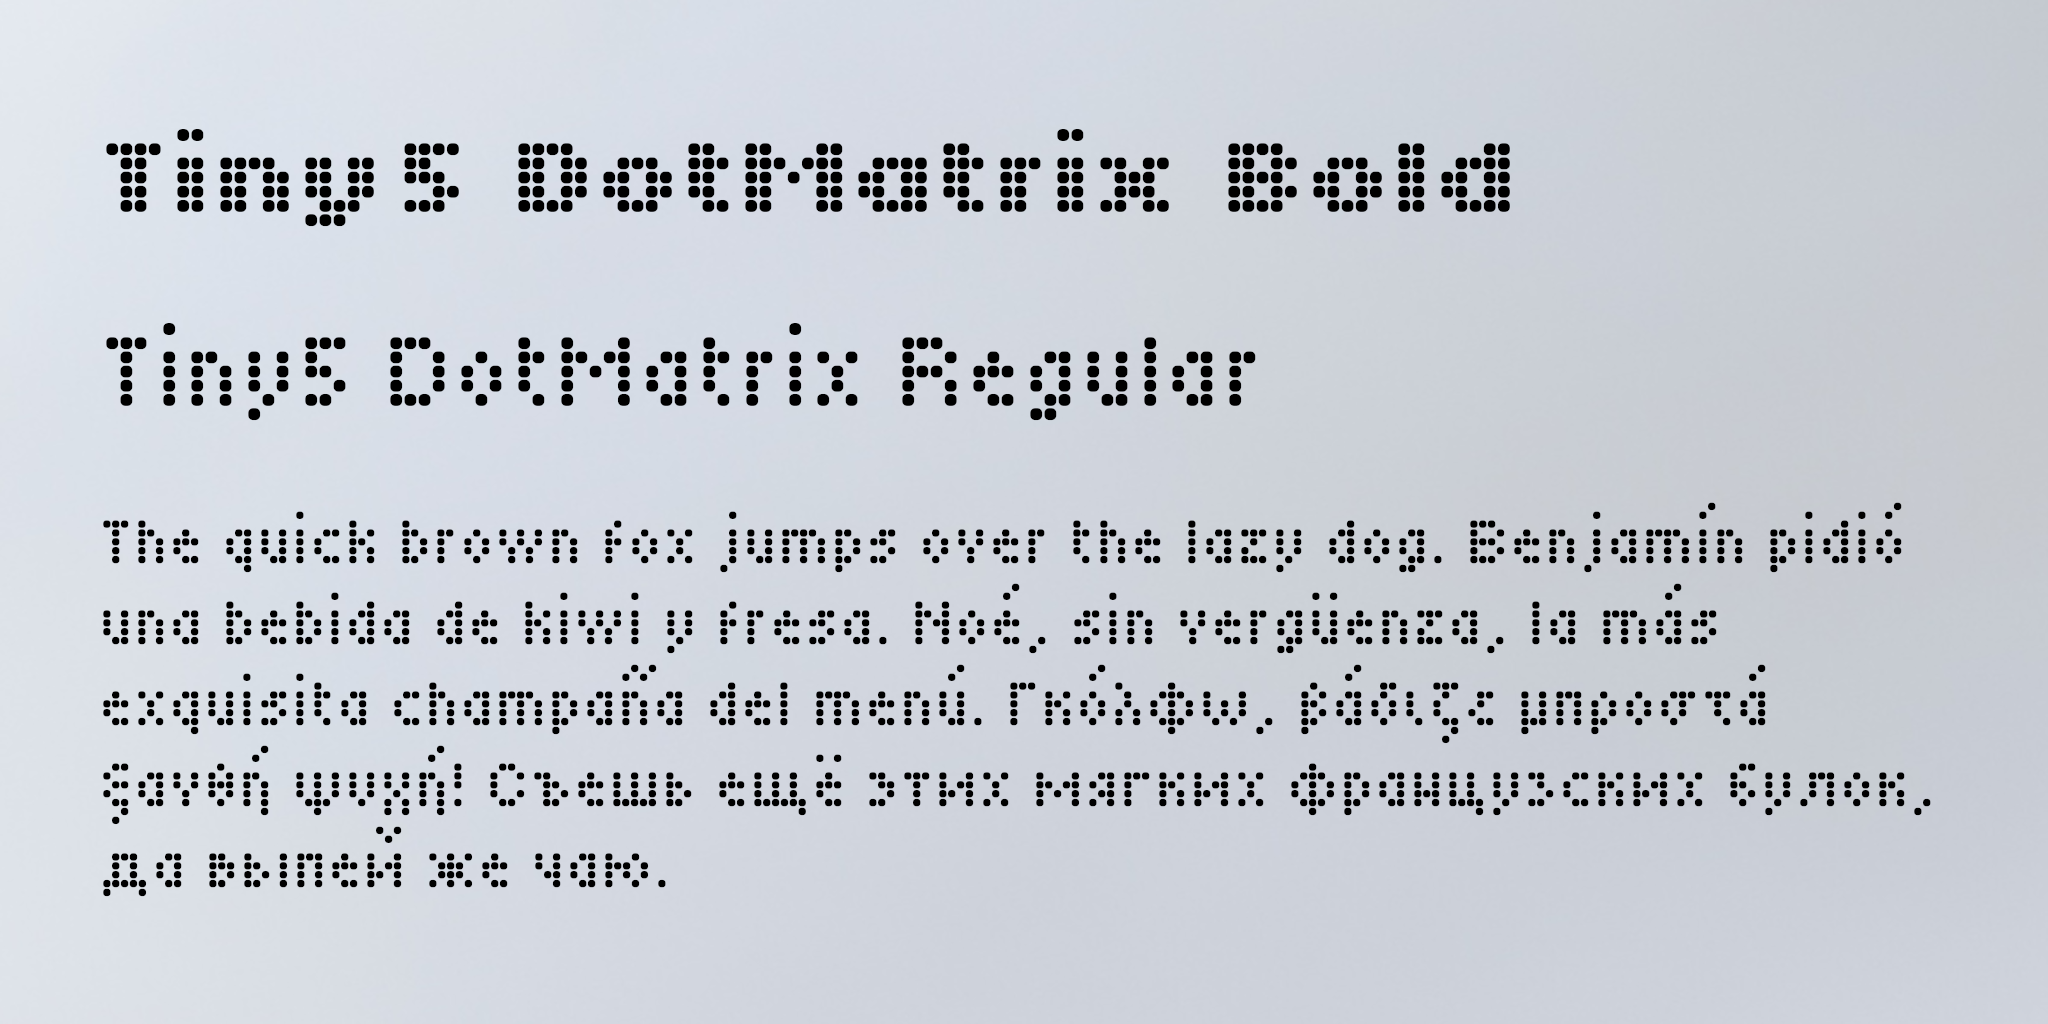 Tiny5 DotMatrix Bold
Tiny5 DotMatrix Regular
The quick brown fox jumps over the lazy dog. Benjamín pidió
una bebida de kiwi y fresa. Noé, sin vergüenza, la más
exquisita champaña del menú. Γκόλφω, βάδιζε μπροστά
ξανθή ψυχή! Съешь ещё этих мягких французских булок,
да выпей же чаю.